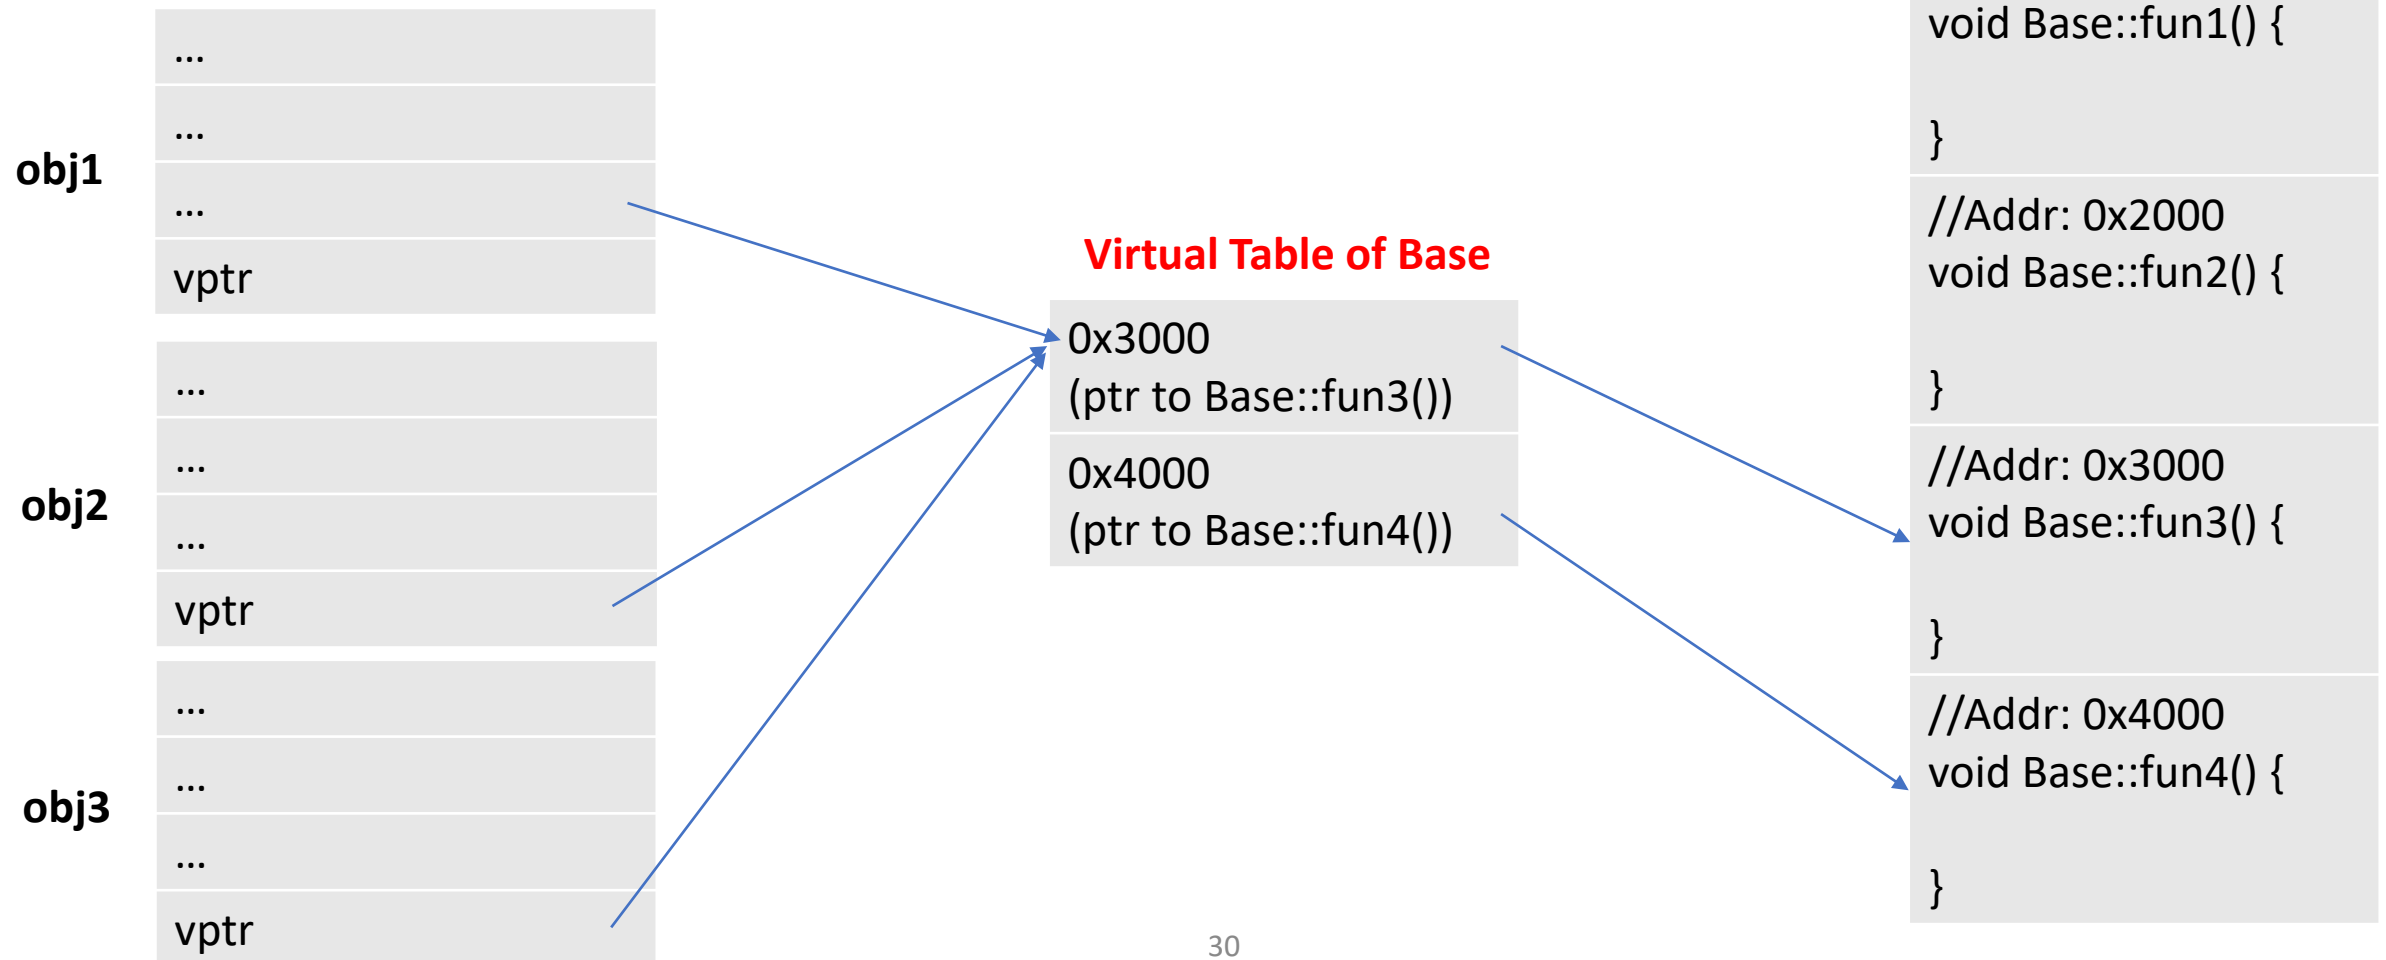 obj1
...
...
...
vptr
obj2
...
...
...
vptr
obj3
...
...
...
vptr
Virtual Table of Base
0x3000
(ptr to Base::fun3())
0x4000
(ptr to Base::fun4())
void Base::fun1() {
}
//Addr: 0x2000
void Base::fun2() {
}
//Addr: 0x3000
void Base::fun3() {
}
//Addr: 0x4000
void Base::fun4() {
}
30